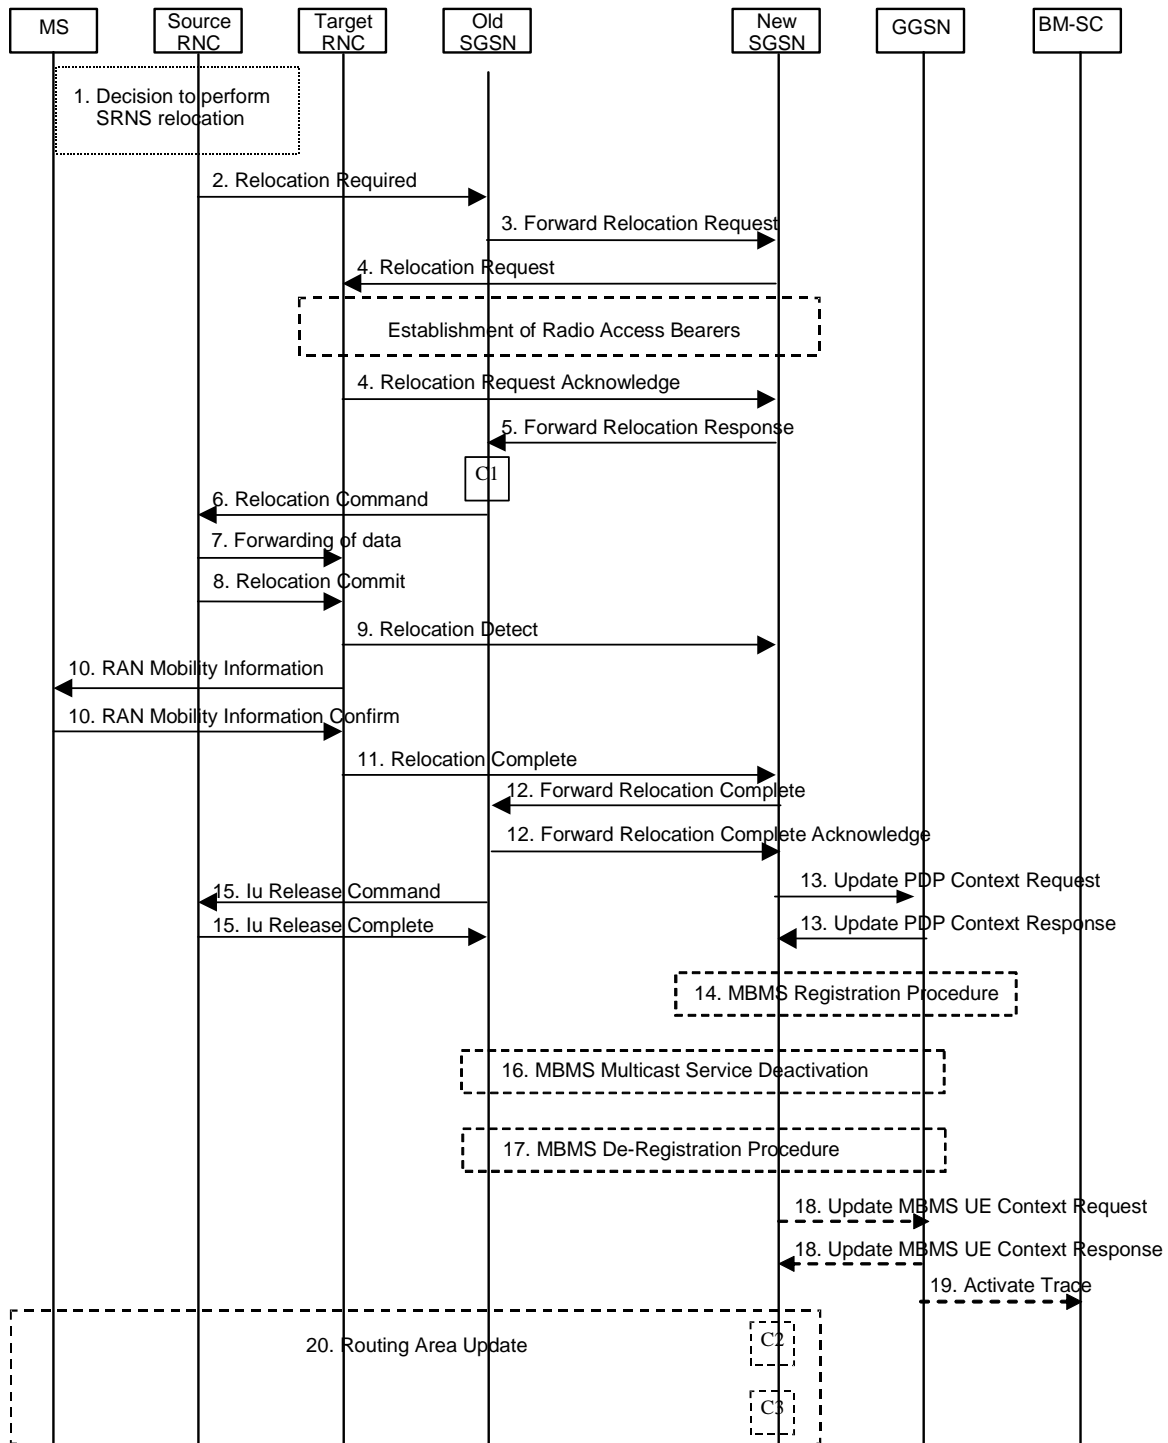 MS
Source
RNC
Target
RNC
Old
SGSN
New
SGSN
GGSN
BM-SC
1. Decision to perform
SRNS relocation
2. Relocation Required
3. Forward Relocation Request
4. Relocation Request
Establishment of Radio Access Bearers
4. Relocation Request Acknowledge
5. Forward Relocation Response
C1
6. Relocation Command
7. Forwarding of data
8. Relocation Commit
9. Relocation Detect
10. RAN Mobility Information
10. RAN Mobility Information Confirm
11. Relocation Complete
12. Forward Relocation Complete
12. Forward Relocation Complete Acknowledge
13. Update PDP Context Request
15. Iu Release Command
13. Update PDP Context Response
15. Iu Release Complete
14. MBMS Registration Procedure
16. MBMS Multicast Service Deactivation
17. MBMS De-Registration Procedure
18. Update MBMS UE Context Request
18. Update MBMS UE Context Response
19. Activate Trace
20. Routing Area Update
C2
C3